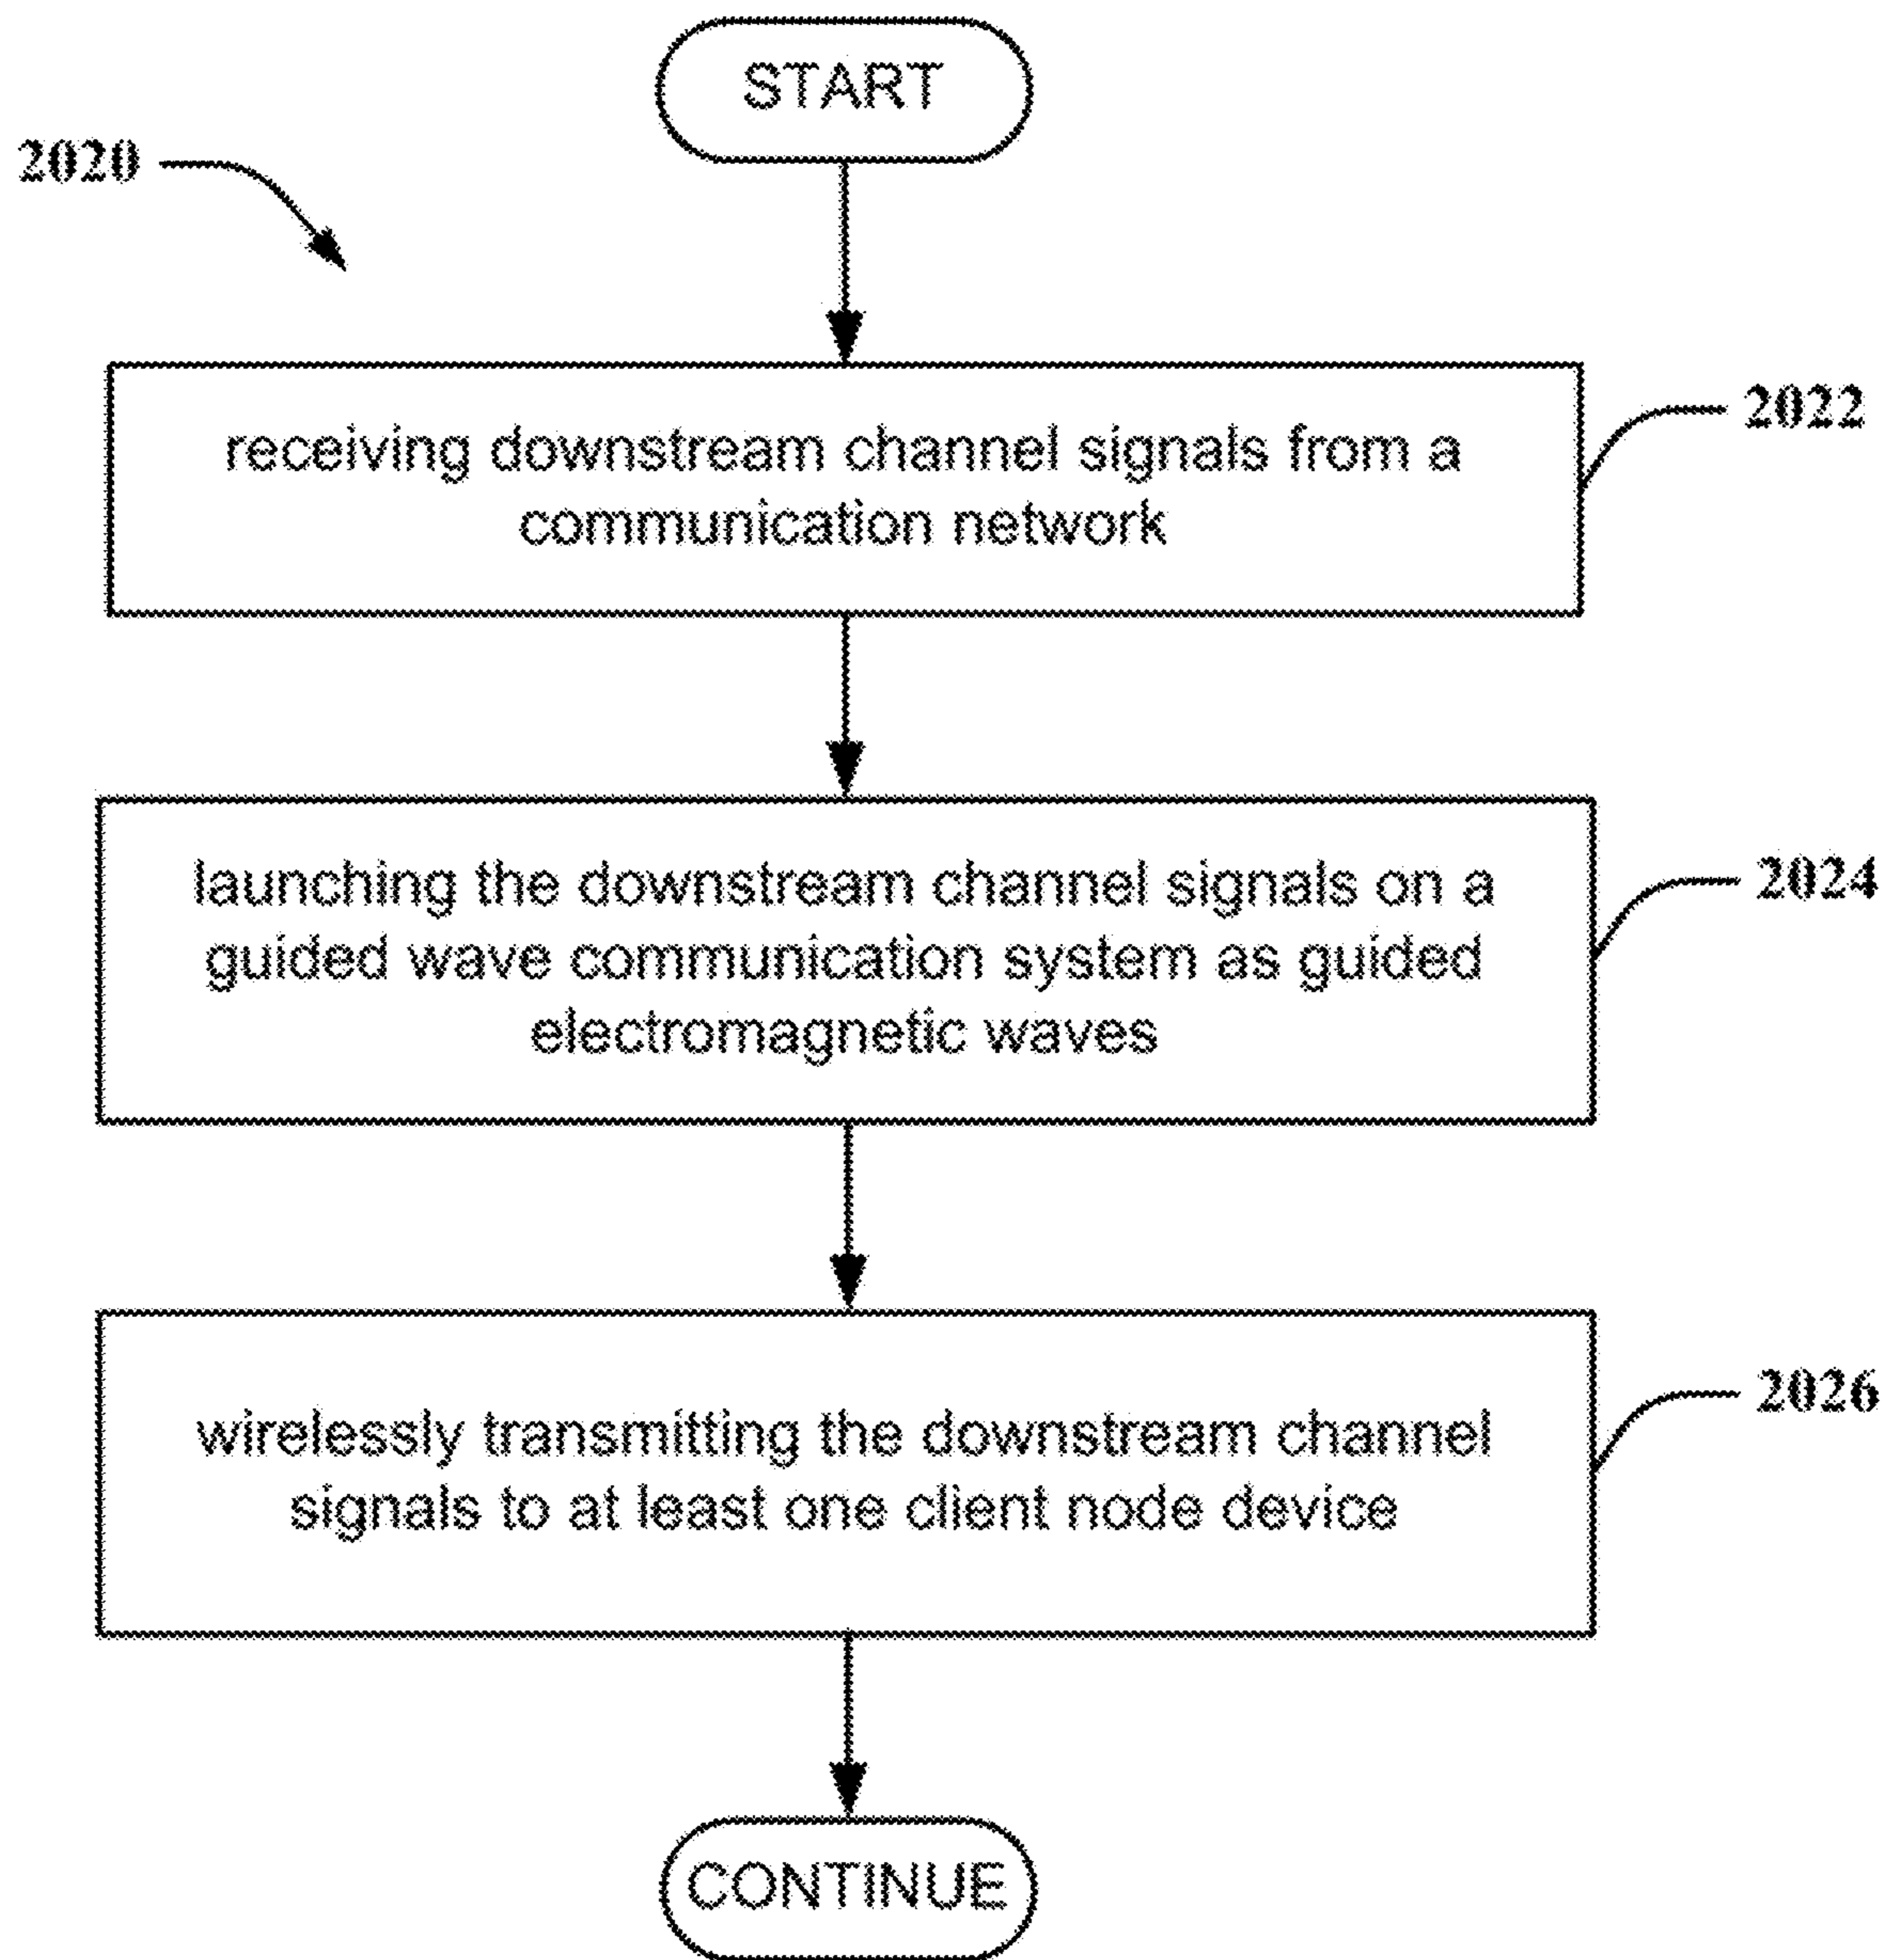 START
2020
receiving downstream channel signals from a
communication network
2022
launching the downstream channel signals on a
guided wave communication system as guided
electromagnetic waves
2024
wirelessly transmitting the downstream channel
signals to at least one client node device
2026
CONTINUE